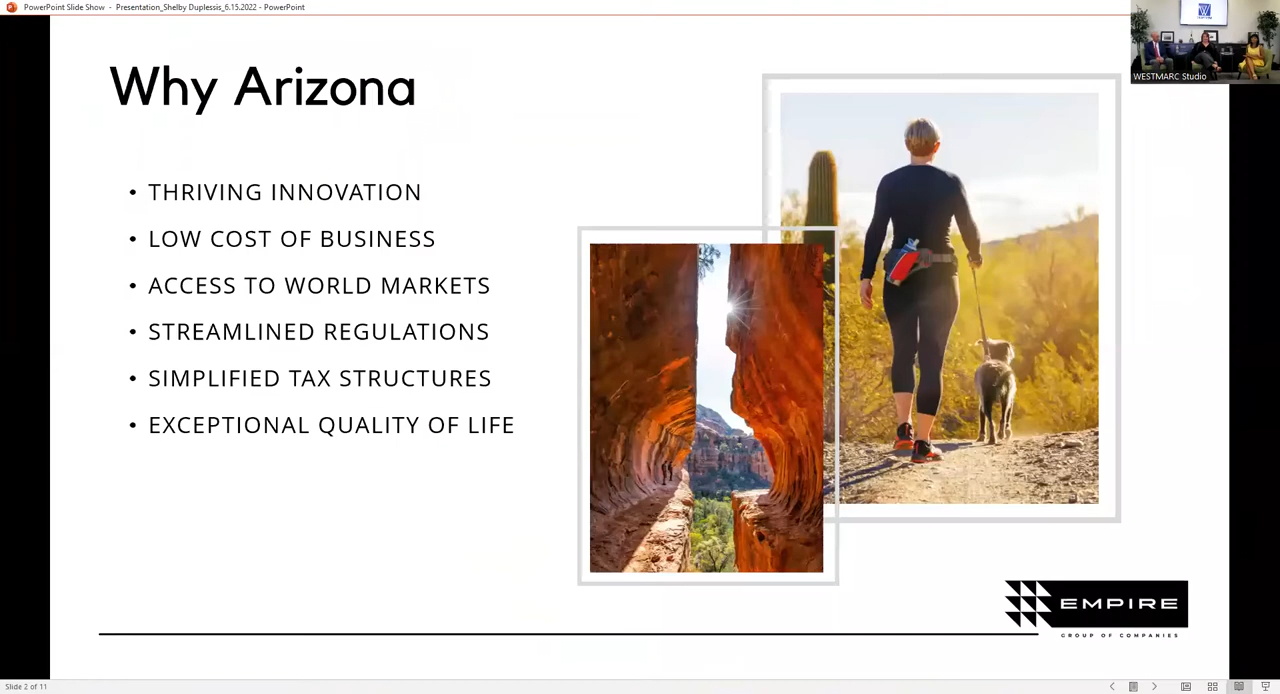 PowerPoint Slide Show - Presentation_Shelby Duplessis_6.15.2022 - PowerPoint
WESTMARC Studio
Why Arizona
• THRIVING INNOVATION
• LOW COST OF BUSINESS
• ACCESS TO WORLD MARKETS
• STREAMLINED REGULATIONS
• SIMPLIFIED TAX STRUCTURES
• EXCEPTIONAL QUALITY OF LIFE
EMPIRE
GROUP OF COMPANIES
Slide 2 of 11